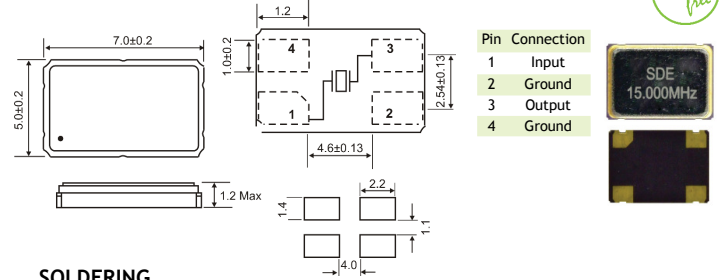 free
1.2
7.0±0.2
5.0±0.2
1.0±0.2
4
3
1
2
2.54±0.13
4.6±0.13
Pin Connection
1 Input
2 Ground
3 Output
4 Ground
SDE
15.000MHz
1.2 Max
2.2
1.4
1.1
4.0
SOLDERING